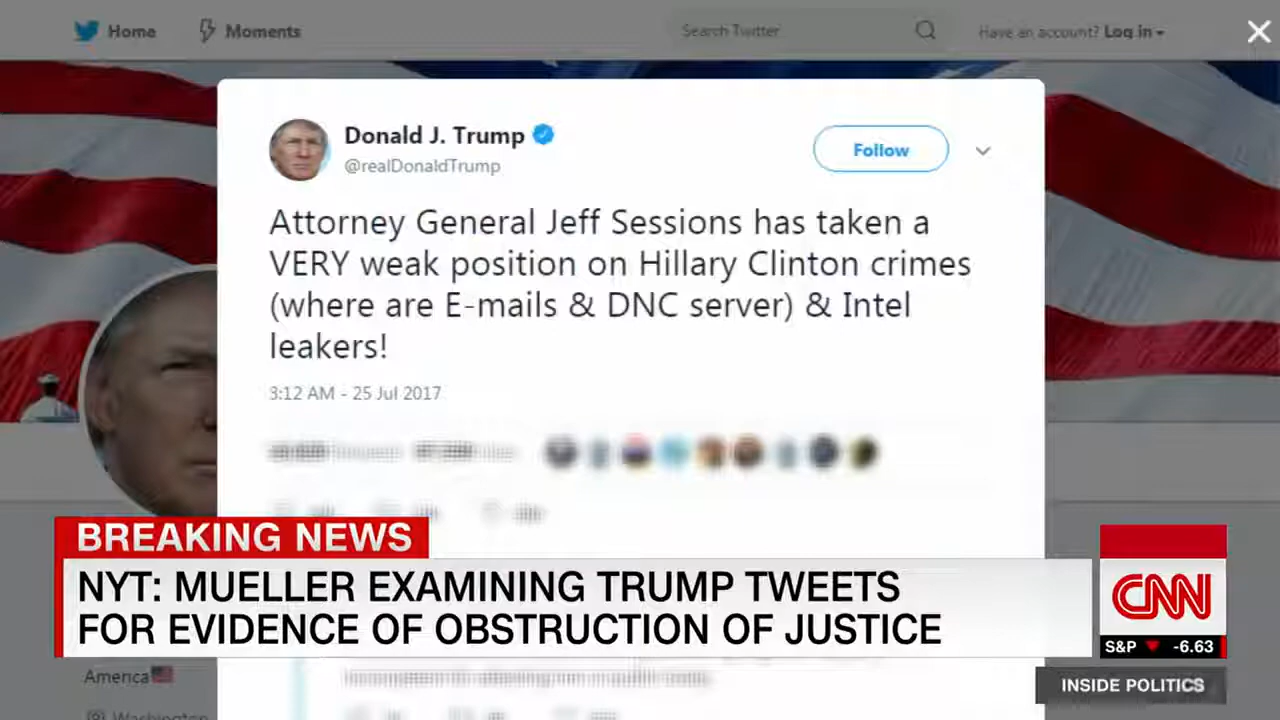 Home
Moments
Search Twitter
Have an account? Log in
Donald J. Trump
@realDonaldTrump
Follow
Attorney General Jeff Sessions has taken a
VERY weak position on Hillary Clinton crimes
(where are E-mails & DNC server) & Intel
leakers!
3:12 AM - 25 Jul 2017
BREAKING NEWS
NYT: MUELLER EXAMINING TRUMP TWEETS
FOR EVIDENCE OF OBSTRUCTION OF JUSTICE
CNN
S&P -6.63
America
INSIDE POLITICS
Washington